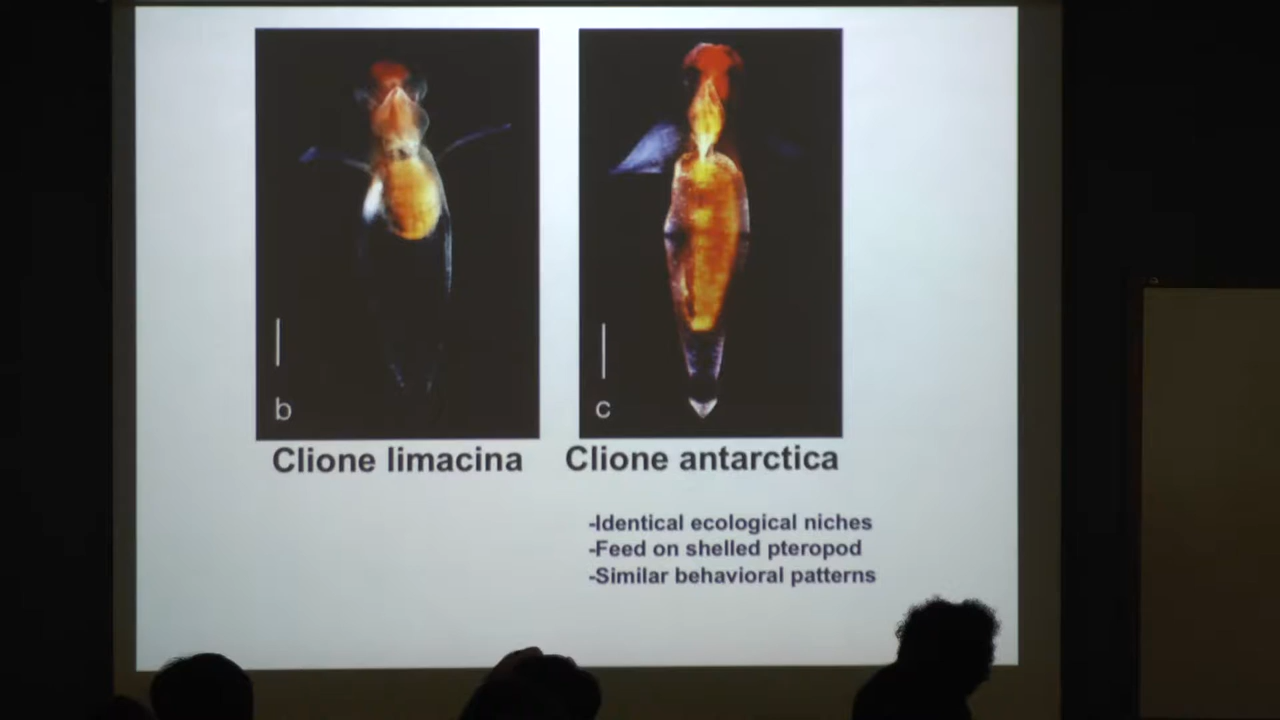 b
c
Clione limacina
Clione antarctica
-Identical ecological niches
-Feed on shelled pteropod
-Similar behavioral patterns